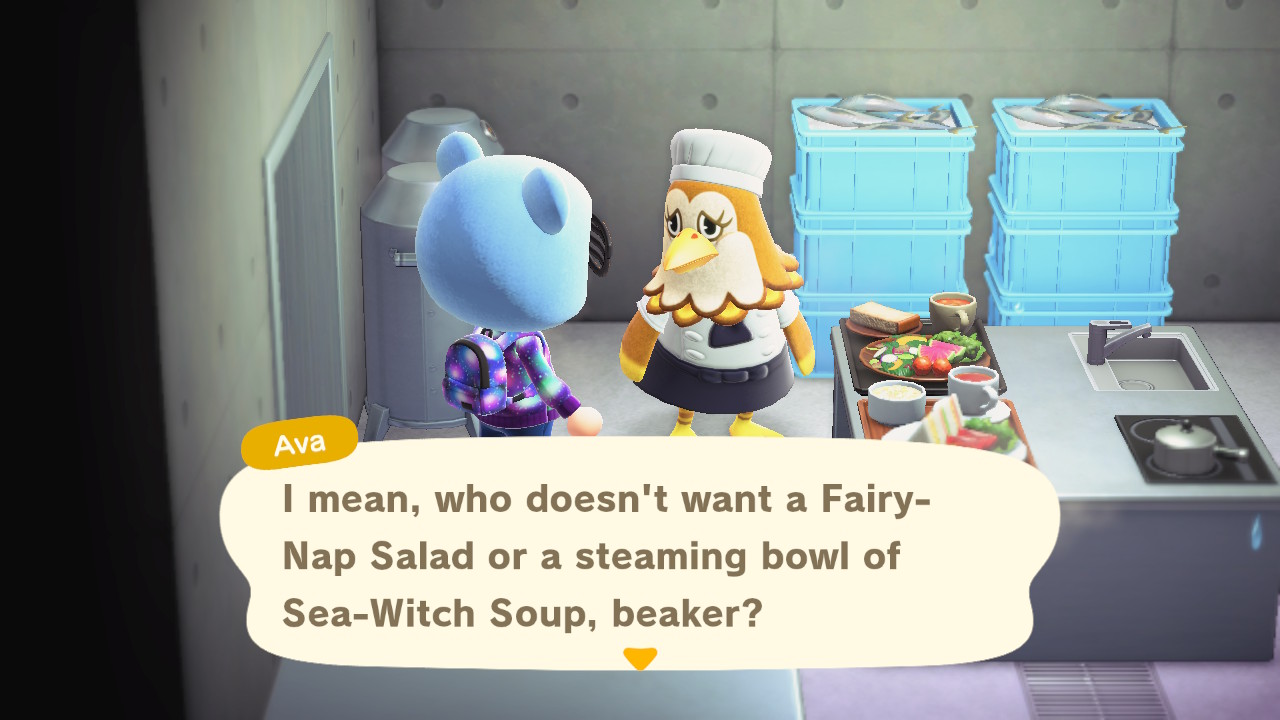 Ava
I mean, who doesn't want a Fairy-
Nap Salad or a steaming bowl of
Sea-Witch Soup, beaker?